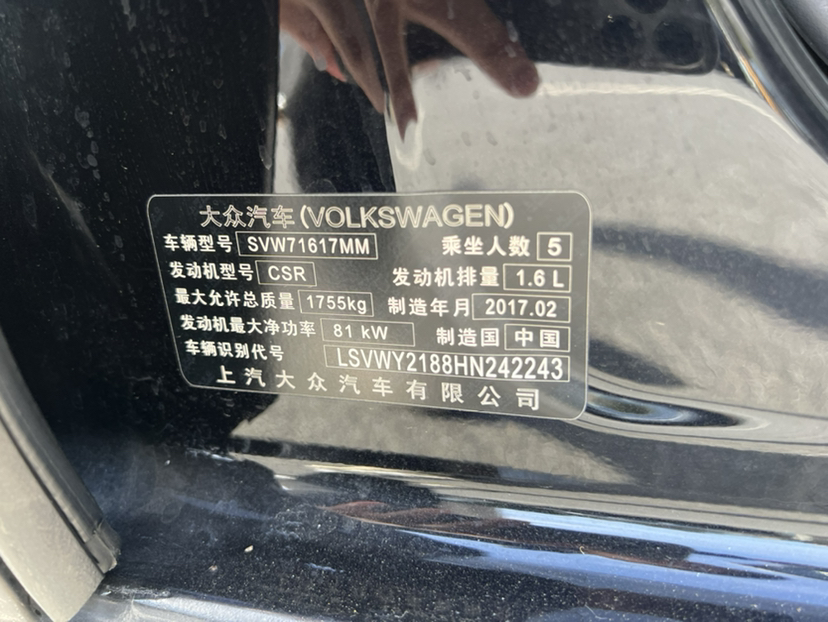 大众汽车(VOLKSWAGEN)
车辆型号 SVW71617MM 乘坐人数 5
发动机型号 CSR 发动机排量 1.6 L
最大允许总质量 1755kg 制造年月 2017.02
发动机最大净功率 81 kW 制造国 中国
车辆识别代号 LSVWY2188HN242243
上汽大众汽车有限公司